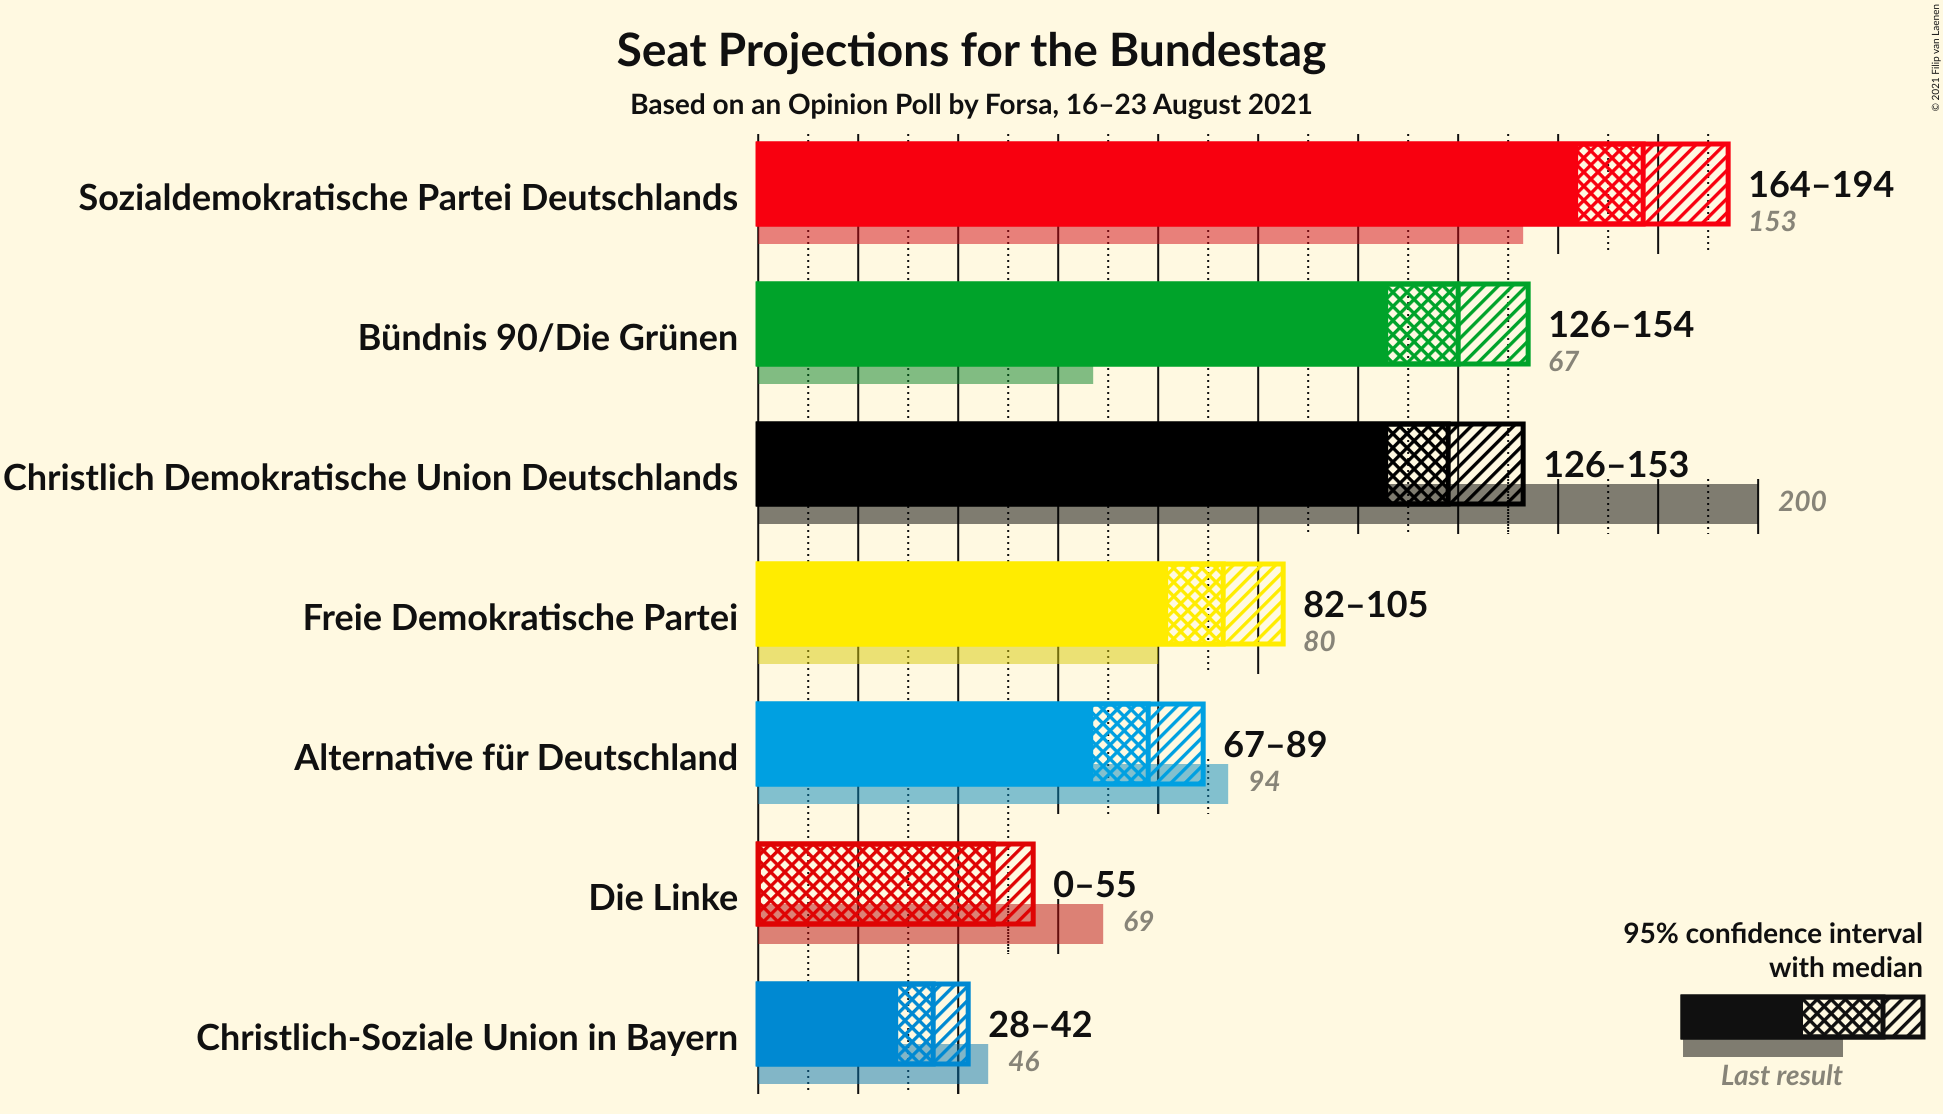 Seat Projections for the Bundestag
Based on an Opinion Poll by Forsa, 16–23 August 2021
© 2021 Filip van Laenen
Sozialdemokratische Partei Deutschlands
164–194
153
Bündnis 90/Die Grünen
126–154
67
Christlich Demokratische Union Deutschlands
126–153
200
Freie Demokratische Partei
82–105
80
Alternative für Deutschland
67–89
94
Die Linke
0–55
69
Christlich-Soziale Union in Bayern
28–42
46
95% confidence interval
with median
Last result